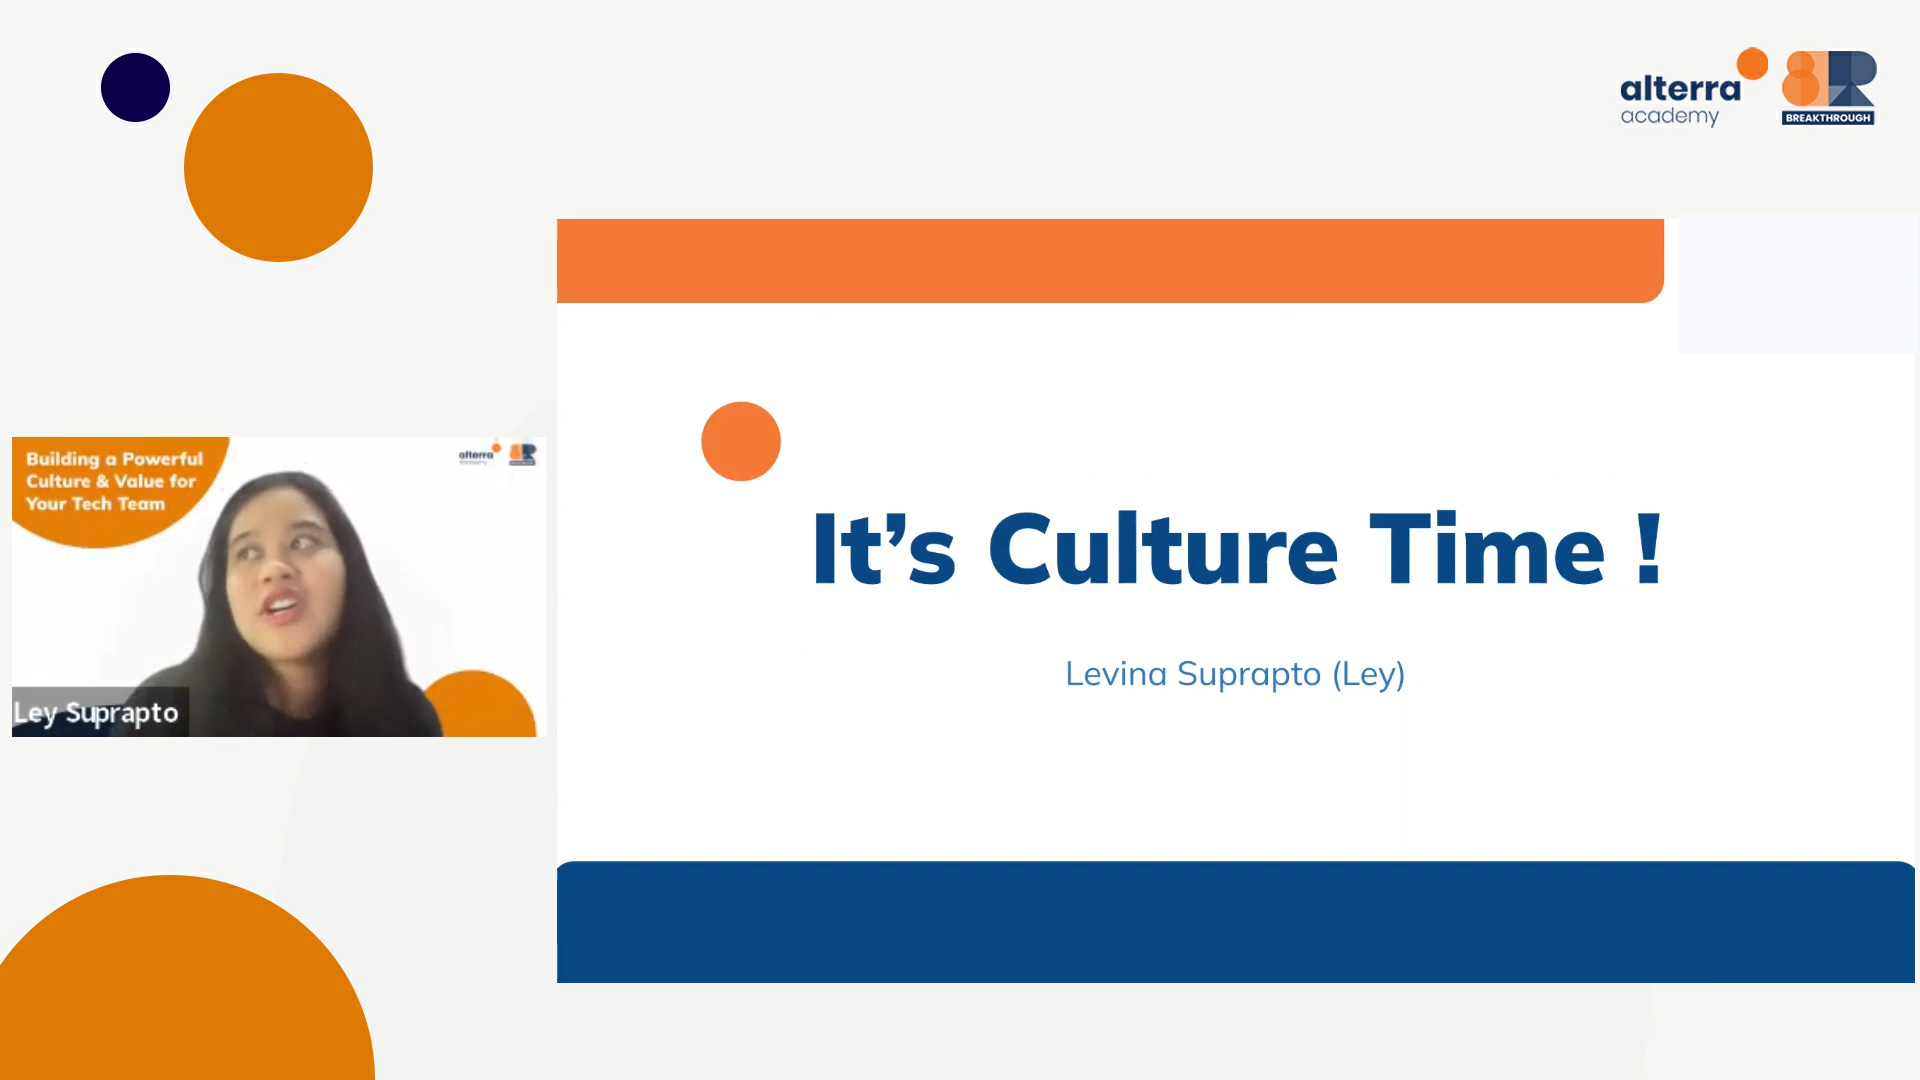 alterra
academy
BREAKTHROUGH
Building a Powerful
Culture & Value for
Your Tech Team
alterra
Ley Suprapto
It’s Culture Time !
Levina Suprapto (Ley)